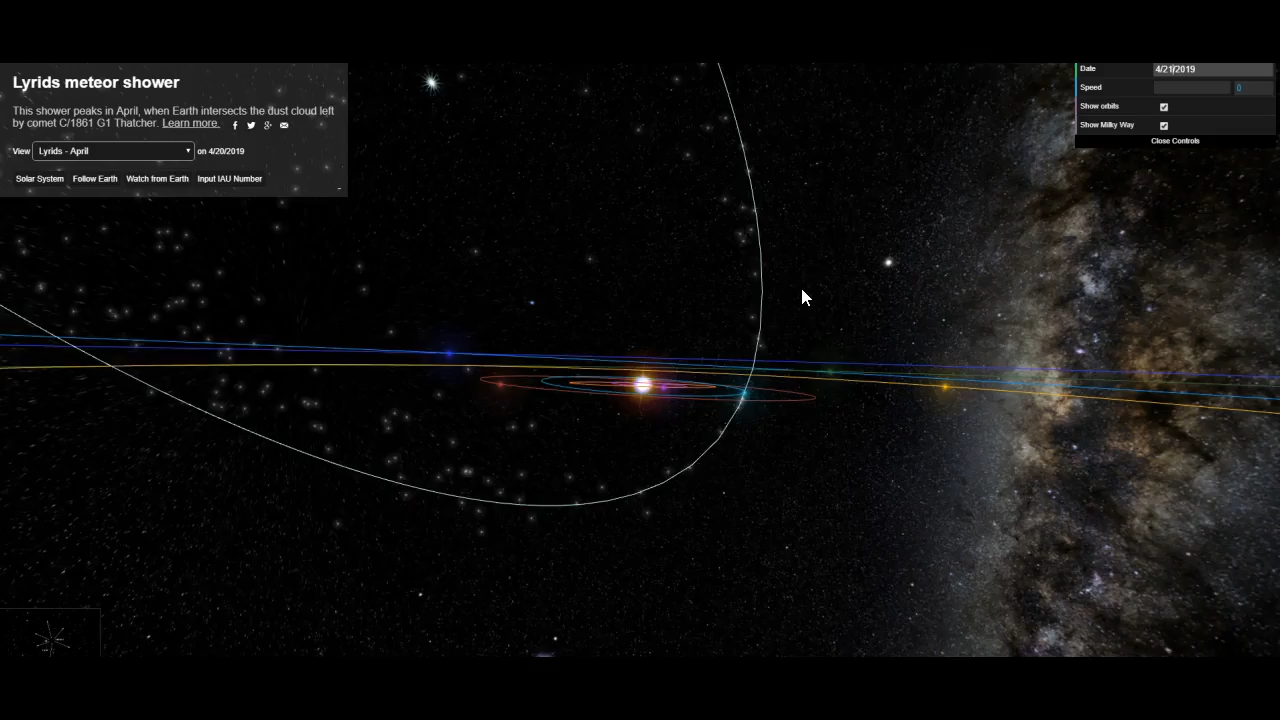 Lyrids meteor shower
This shower peaks in April, when Earth intersects the dust cloud left
by comet C/1861 G1 Thatcher. Learn more.
View Lyrids - April on 4/20/2019
Solar System Follow Earth Watch from Earth Input IAU Number
Date 4/21/2019
Speed 0
Show orbits
Show Milky Way
Close Controls